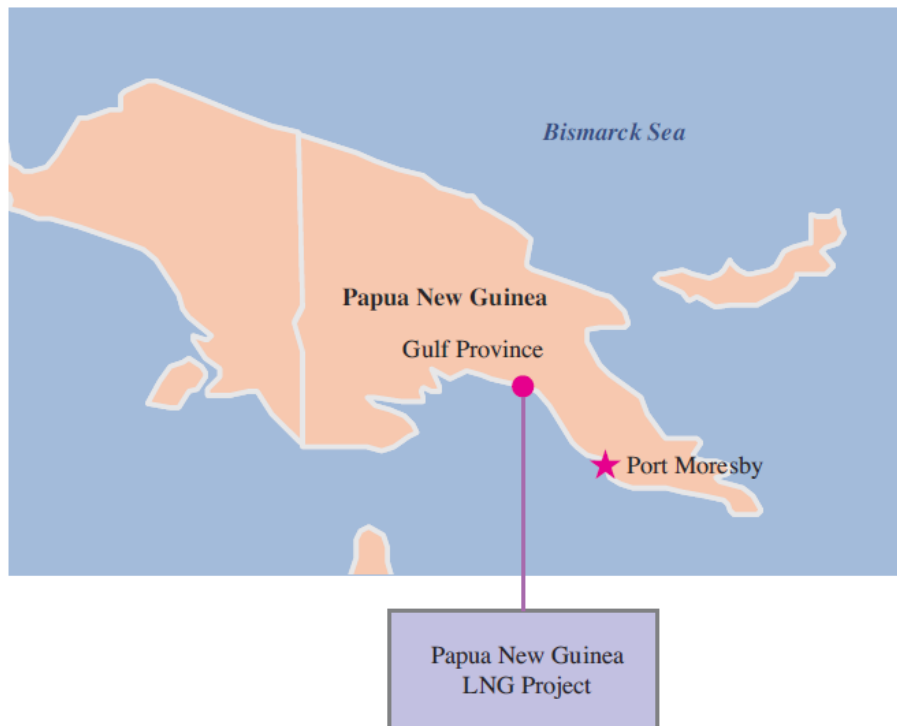 Bismarck Sea
Papua New Guinea
Gulf Province
Port Moresby
Papua New Guinea
LNG Project